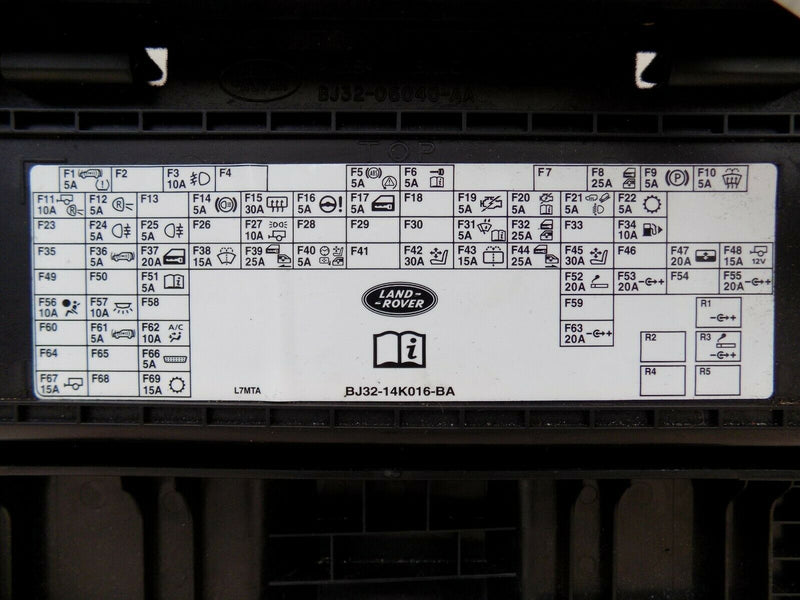 BJ32-06040-AA
TOP
F1 5A F2 F3 10A F4 F5 5A F6 5A F7 F8 25A F9 5A F10 5A
F11 10A F12 5A F13 F14 5A F15 30A F16 5A F17 5A F18 F19 5A F20 5A F21 5A F22 5A
F23 F24 5A F25 5A F26 F27 10A F28 F29 F30 F31 5A F32 25A F33 F34 10A
F35 F36 5A F37 20A F38 15A F39 25A F40 5A F41 F42 30A F43 15A F44 25A F45 30A F46 F47 20A F48 15A 12V
F49 F50 F51 5A F52 20A F53 20A F54 F55 20A
F56 10A F57 10A F58 F59 R1
F60 F61 5A F62 10A A/C F63 20A R2 R3
F64 F65 F66 5A
F67 15A F68 F69 15A R4 R5
LAND-
-ROVER
L7MTA
BJ32-14K016-BA